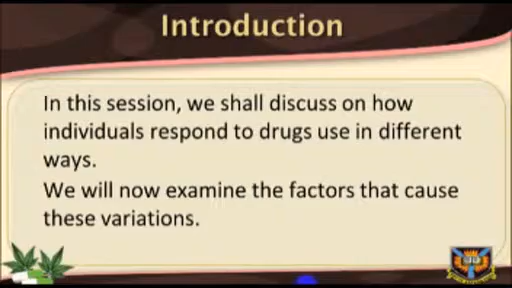 Introduction
In this session, we shall discuss on how
individuals respond to drugs use in different
ways.
We will now examine the factors that cause
these variations.